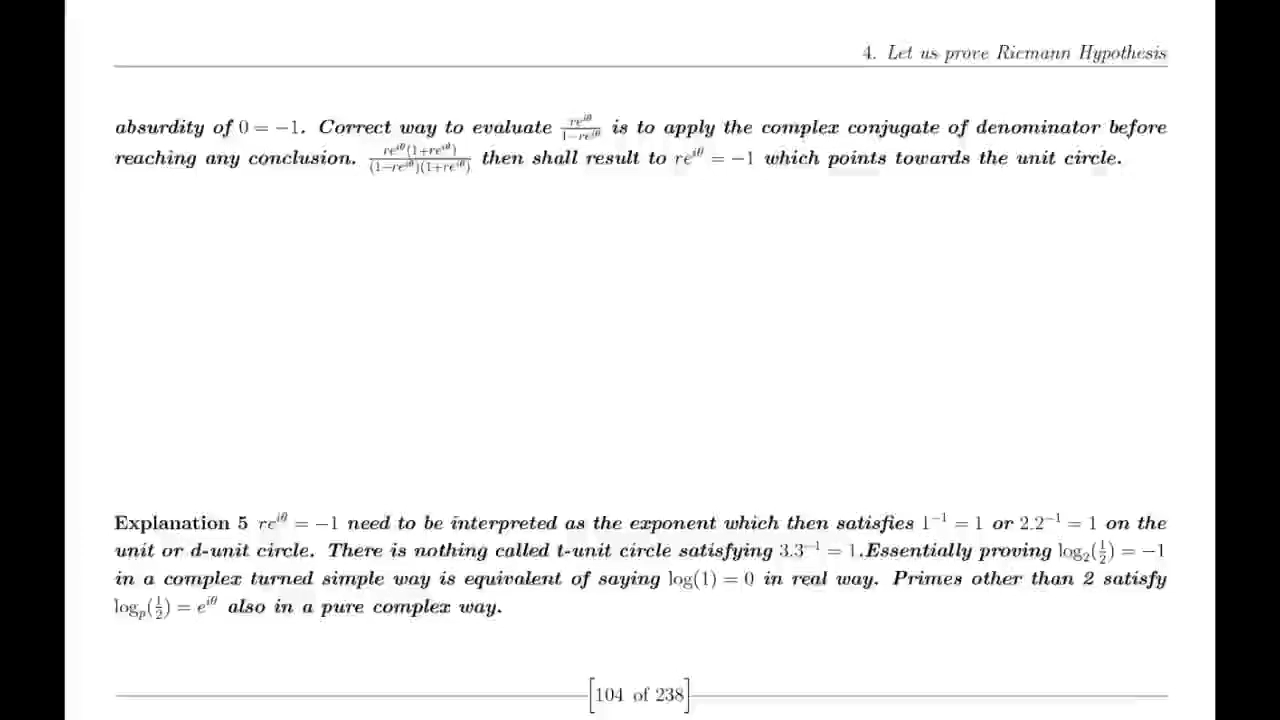 4. Let us prove Riemann Hypothesis
absurdity of 0 = −1. Correct way to evaluate re^{iθ}/(1−re^{iθ}) is to apply the complex conjugate of denominator before
reaching any conclusion. re^{iθ}(1+re^{iθ})/((1−re^{iθ})(1+re^{iθ})) then shall result to re^{iθ} = −1 which points towards the unit circle.
Explanation 5 re^{iθ} = −1 need to be interpreted as the exponent which then satisfies 1^{−1} = 1 or 2.2^{−1} = 1 on the
unit or d-unit circle. There is nothing called t-unit circle satisfying 3.3^{−1} = 1.Essentially proving log_2(1/2) = −1
in a complex turned simple way is equivalent of saying log(1) = 0 in real way. Primes other than 2 satisfy
log_p(1/2) = e^{iθ} also in a pure complex way.
[104 of 238]